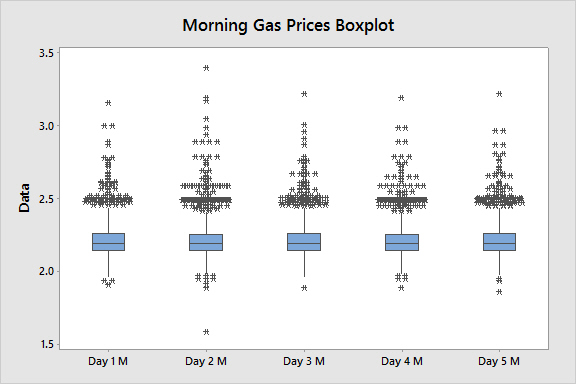 Morning Gas Prices Boxplot
3.5
3.0
2.5
2.0
1.5
Data
Day 1 M
Day 2 M
Day 3 M
Day 4 M
Day 5 M